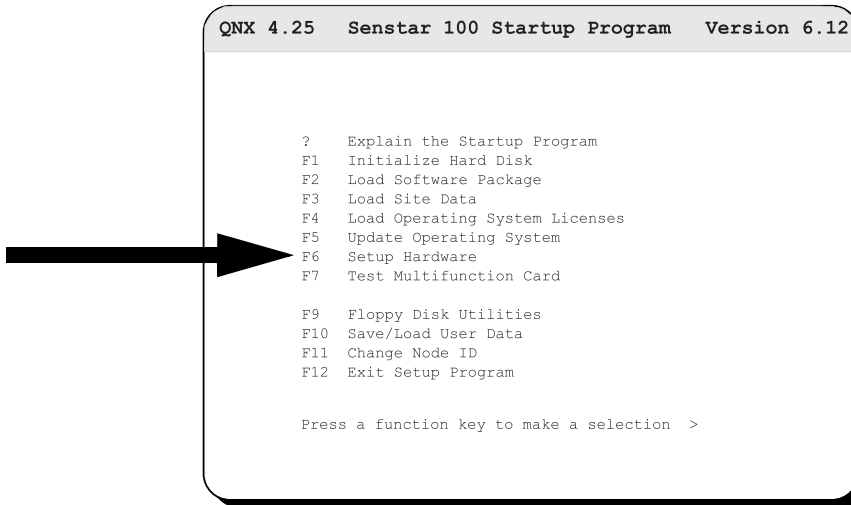 QNX 4.25 Senstar 100 Startup Program Version 6.12
? Explain the Startup Program
F1 Initialize Hard Disk
F2 Load Software Package
F3 Load Site Data
F4 Load Operating System Licenses
F5 Update Operating System
F6 Setup Hardware
F7 Test Multifunction Card
F9 Floppy Disk Utilities
F10 Save/Load User Data
F11 Change Node ID
F12 Exit Setup Program
Press a function key to make a selection >